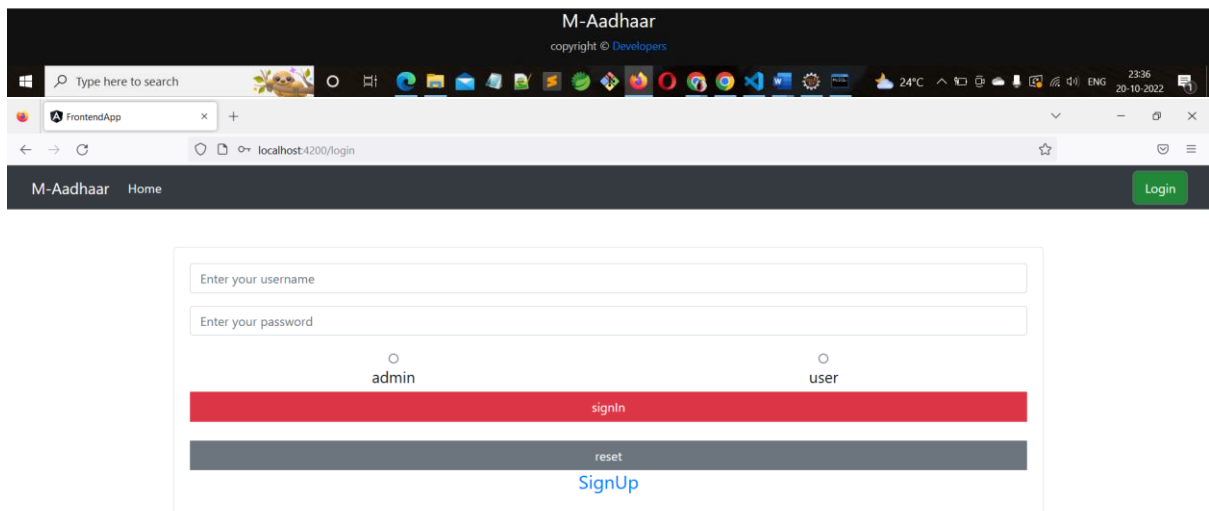 M-Aadhaar
copyright © Developers
Type here to search
24°C
ENG
23:36
20-10-2022
1
FrontendApp
localhost:4200/login
M-Aadhaar Home Login
Enter your username
Enter your password
admin user
signIn
reset
SignUp